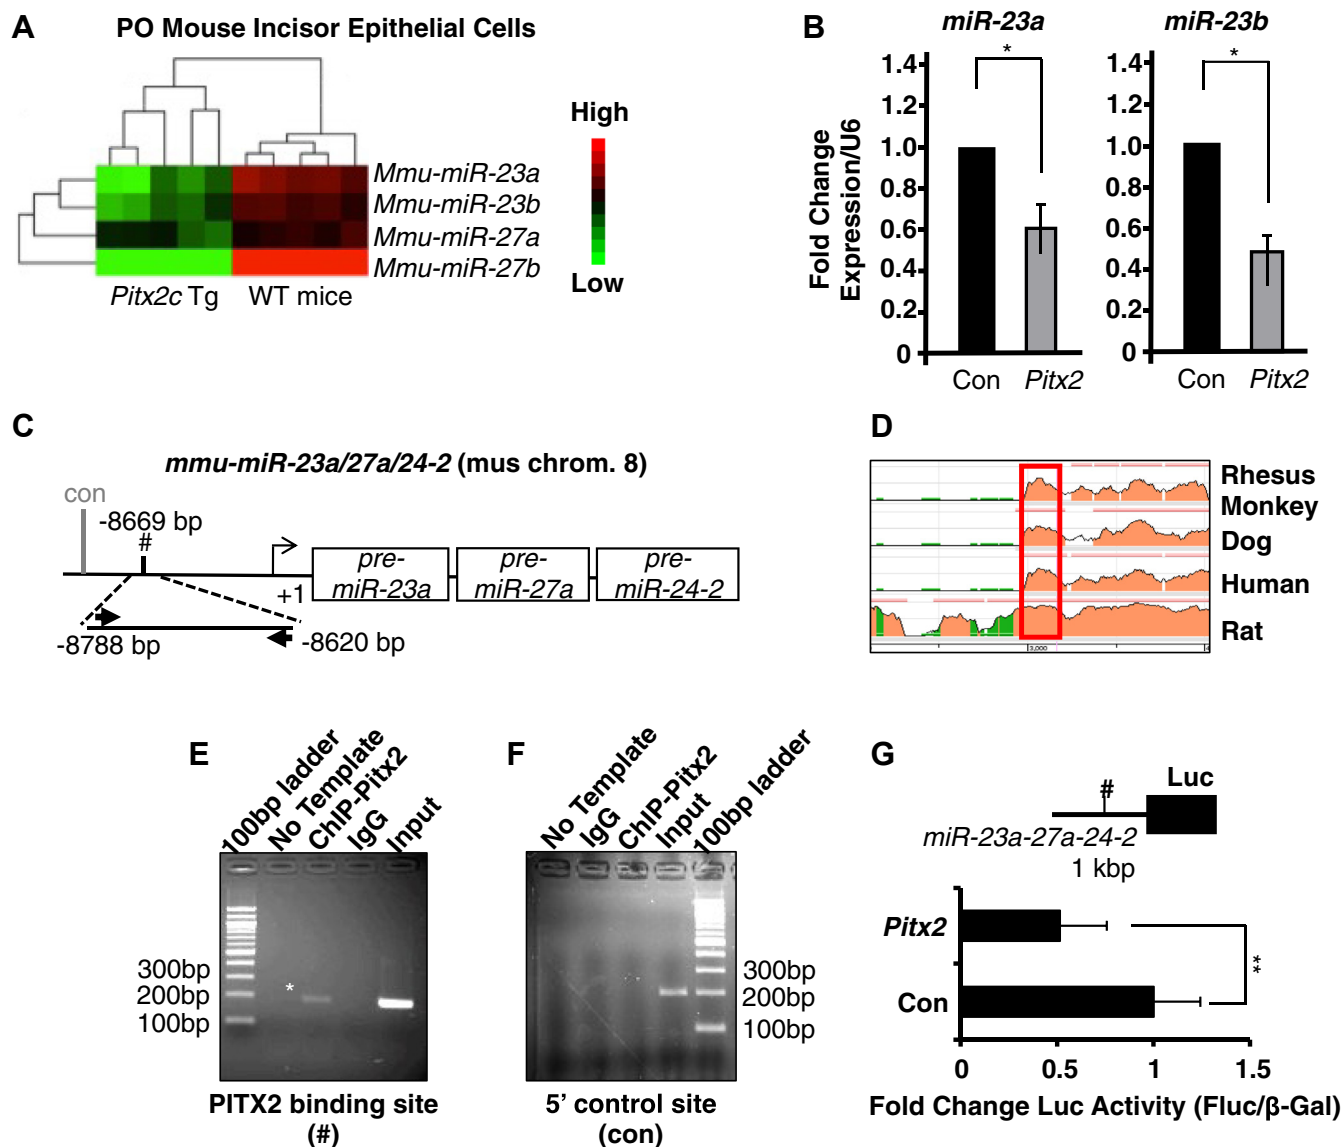 A
PO Mouse Incisor Epithelial Cells
High
Low
Mmu-miR-23a
Mmu-miR-23b
Mmu-miR-27a
Mmu-miR-27b
Pitx2c Tg
WT mice
B
miR-23a
miR-23b
*
*
Fold Change
Expression/U6
1.4
1.2
1.0
0.8
0.6
0.4
0.2
0
Con
Pitx2
1.4
1.2
1.0
0.8
0.6
0.4
0.2
0
Con
Pitx2
C
mmu-miR-23a/27a/24-2 (mus chrom. 8)
con
-8669 bp
#
+1
pre-
miR-23a
pre-
miR-27a
pre-
miR-24-2
-8788 bp
-8620 bp
D
Rhesus
Monkey
Dog
Human
Rat
3,000
E
100bp ladder
No Template
ChIP-Pitx2
IgG
Input
300bp
200bp
100bp
*
PITX2 binding site
(#)
F
No Template
IgG
ChIP-Pitx2
Input
100bp ladder
300bp
200bp
100bp
5' control site
(con)
G
Luc
#
miR-23a-27a-24-2
1 kbp
Pitx2
Con
**
0
0.5
1
1.5
Fold Change Luc Activity (Fluc/β-Gal)